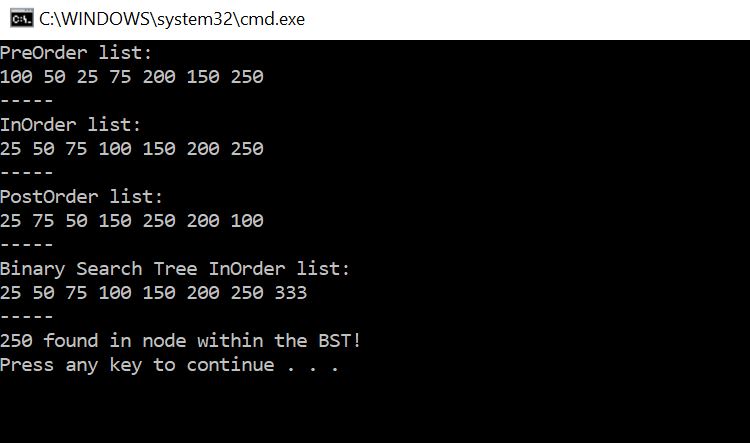 C:\WINDOWS\system32\cmd.exe
PreOrder list:
100 50 25 75 200 150 250
-----
InOrder list:
25 50 75 100 150 200 250
-----
PostOrder list:
25 75 50 150 250 200 100
-----
Binary Search Tree InOrder list:
25 50 75 100 150 200 250 333
-----
250 found in node within the BST!
Press any key to continue . . .